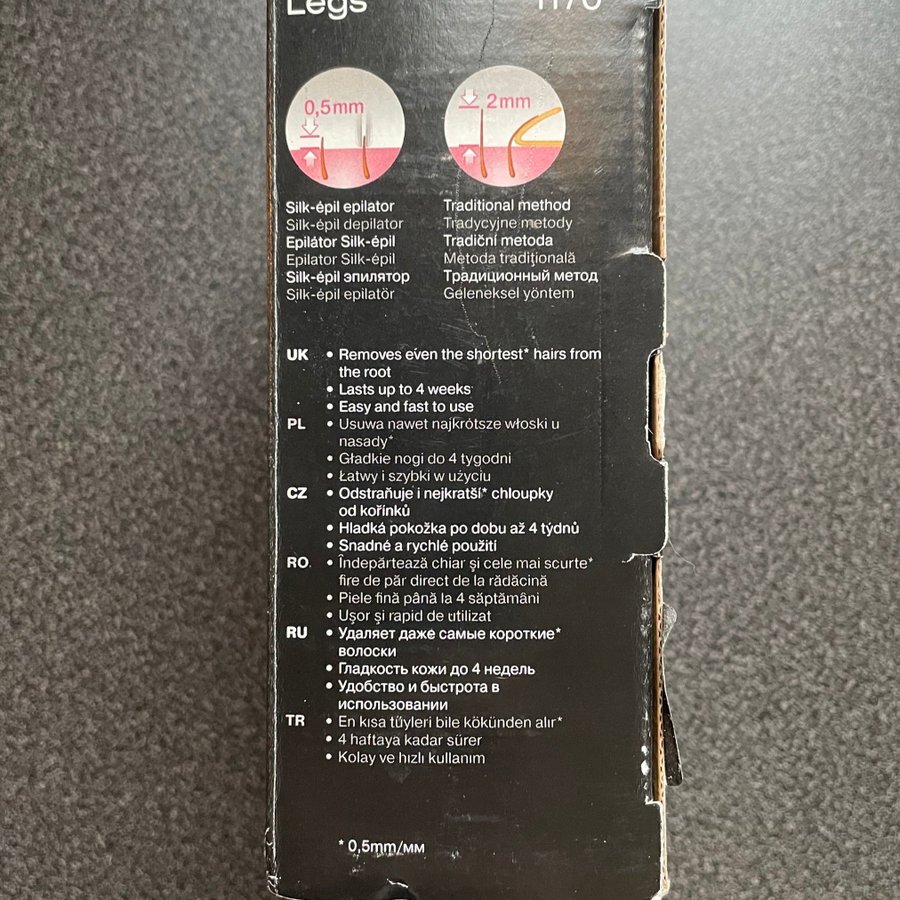 Legs
1170
0,5mm
2mm
Silk-épil epilator
Silk-épil depilator
Epilátor Silk-épil
Epilator Silk-épil
Silk-épil эпилятор
Silk-épil epilatör
Traditional method
Tradycyjne metody
Tradiční metoda
Metoda tradiţională
Традиционный метод
Geleneksel yöntem
UK • Removes even the shortest* hairs from
the root
• Lasts up to 4 weeks
• Easy and fast to use
PL • Usuwa nawet najkrótsze włoski u
nasady*
• Gładkie nogi do 4 tygodni
• Łatwy i szybki w użyciu
CZ • Odstraňuje i nejkratší* chloupky
od kořínků
• Hladká pokožka po dobu až 4 týdnů
• Snadné a rychlé použití
RO • Îndepărtează chiar şi cele mai scurte*
fire de păr direct de la rădăcină
• Piele fină până la 4 săptămâni
• Uşor şi rapid de utilizat
RU • Удаляет даже самые короткие*
волоски
• Гладкость кожи до 4 недель
• Удобство и быстрота в
использовании
TR • En kısa tüyleri bile kökünden alır*
• 4 haftaya kadar sürer
• Kolay ve hızlı kullanım
* 0,5mm/мм